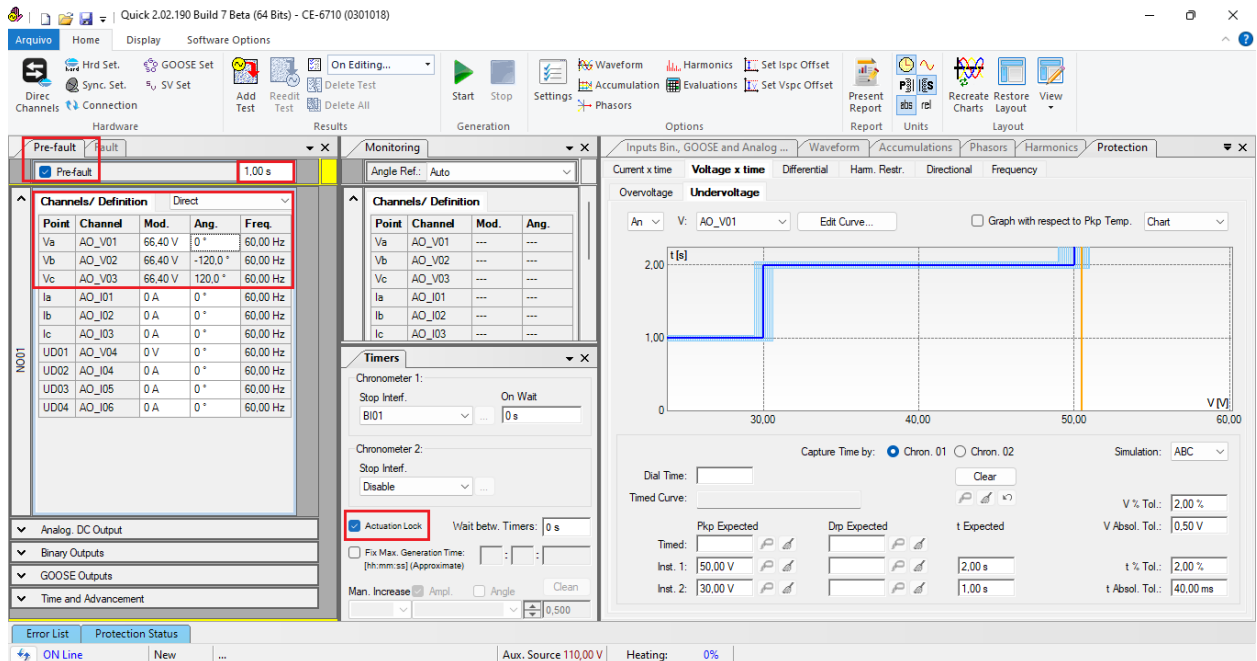 Quick 2.02.190 Build 7 Beta (64 Bits) - CE-6710 (0301018)
Arquivo Home Display Software Options
Direc Channels
Hrd Set.
Sync. Set.
Connection
GOOSE Set
SV Set
Hardware
Add Test
Reedit Test
On Editing...
Delete Test
Delete All
Results
Start
Stop
Generation
Settings
Waveform
Accumulation
Phasors
Harmonics
Evaluations
Set Ispc Offset
Set Vspc Offset
Options
Present Report
Report
abs rel
Units
Recreate Charts
Restore Layout
View
Layout
Pre-fault Fault
Pre-fault 1,00 s
Channels/ Definition Direct
Point Channel Mod. Ang. Freq.
Va AO_V01 66,40 V 0 ° 60,00 Hz
Vb AO_V02 66,40 V -120,0 ° 60,00 Hz
Vc AO_V03 66,40 V 120,0 ° 60,00 Hz
Ia AO_I01 0 A 0 ° 60,00 Hz
Ib AO_I02 0 A 0 ° 60,00 Hz
Ic AO_I03 0 A 0 ° 60,00 Hz
UD01 AO_V04 0 V 0 ° 60,00 Hz
UD02 AO_I04 0 A 0 ° 60,00 Hz
UD03 AO_I05 0 A 0 ° 60,00 Hz
UD04 AO_I06 0 A 0 ° 60,00 Hz
NO01
Analog. DC Output
Binary Outputs
GOOSE Outputs
Time and Advancement
Monitoring
Angle Ref.: Auto
Channels/ Definition
Point Channel Mod. Ang.
Va AO_V01 --- ---
Vb AO_V02 --- ---
Vc AO_V03 --- ---
Ia AO_I01 --- ---
Ib AO_I02 --- ---
Ic AO_I03 --- ---
Timers
Chronometer 1:
Stop Interf. On Wait
BI01 ... 0 s
Chronometer 2:
Stop Interf.
Disable ...
Actuation Lock Wait betw. Timers: 0 s
Fix Max. Generation Time: : :
[hh:mm:ss] (Approximate)
Man. Increase Ampl. Angle Clean
0,500
Inputs Bin., GOOSE and Analog ... Waveform Accumulations Phasors Harmonics Protection
Current x time Voltage x time Differential Harm. Restr. Directional Frequency
Overvoltage Undervoltage
An V: AO_V01 Edit Curve... Graph with respect to Pkp Temp. Chart
t [s]
2,00
1,00
0
V [V]
30,00 40,00 50,00 60,00
Capture Time by: Chron. 01 Chron. 02 Simulation: ABC
Dial Time: Clear
Timed Curve: V % Tol.: 2,00 %
Pkp Expected Drp Expected t Expected V Absol. Tol.: 0,50 V
Timed:
Inst. 1: 50,00 V 2,00 s t % Tol.: 2,00 %
Inst. 2: 30,00 V 1,00 s t Absol. Tol.: 40,00 ms
Error List Protection Status
ON Line New ... Aux. Source 110,00 V Heating: 0%